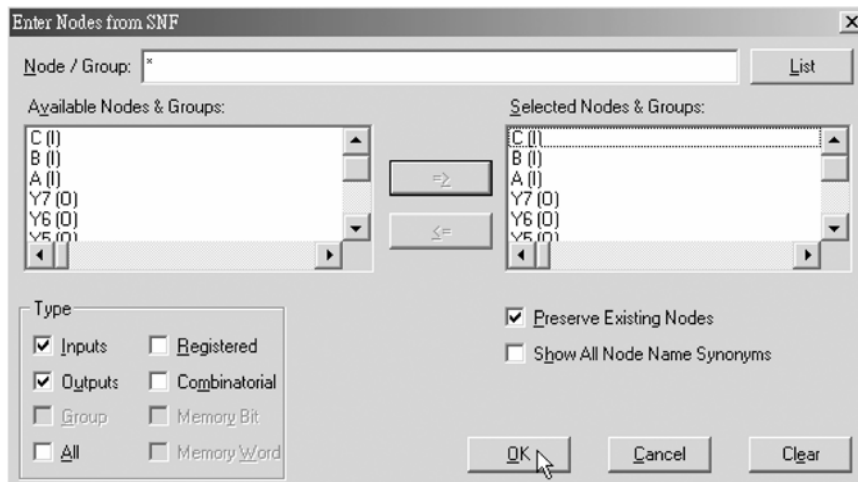 Enter Nodes from SNF
Node / Group: *
List
Available Nodes & Groups:
C (I)
B (I)
A (I)
Y7 (O)
Y6 (O)
Y5 (O)
=>
<=
Selected Nodes & Groups:
C (I)
B (I)
A (I)
Y7 (O)
Y6 (O)
Y5 (O)
Type
Inputs
Registered
Outputs
Combinatorial
Group
Memory Bit
All
Memory Word
Preserve Existing Nodes
Show All Node Name Synonyms
OK
Cancel
Clear